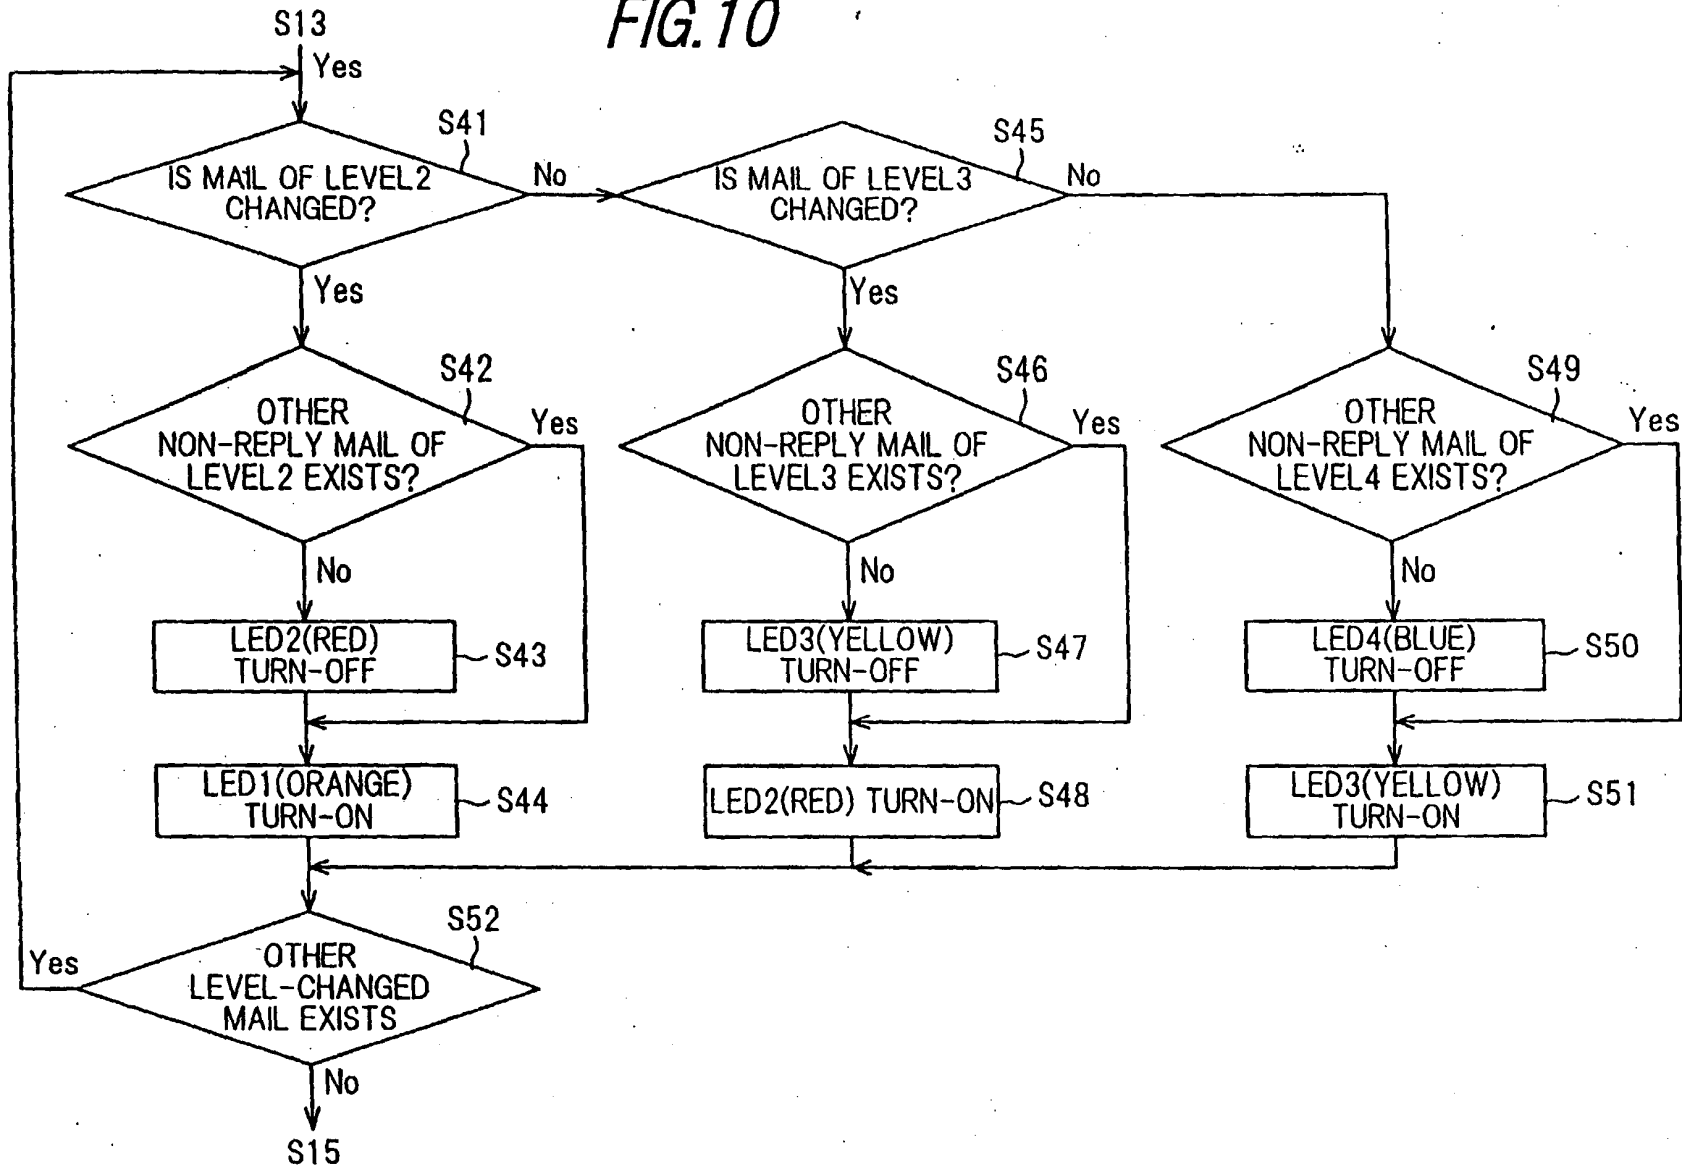 FIG.10
S13
Yes
S41
IS MAIL OF LEVEL2
CHANGED?
No
S45
IS MAIL OF LEVEL3
CHANGED?
No
Yes
Yes
S42
OTHER
NON-REPLY MAIL OF
LEVEL2 EXISTS?
Yes
S46
OTHER
NON-REPLY MAIL OF
LEVEL3 EXISTS?
Yes
S49
OTHER
NON-REPLY MAIL OF
LEVEL4 EXISTS?
Yes
No
No
No
LED2(RED)
TURN-OFF
S43
LED3(YELLOW)
TURN-OFF
S47
LED4(BLUE)
TURN-OFF
S50
LED1(ORANGE)
TURN-ON
S44
LED2(RED) TURN-ON
S48
LED3(YELLOW)
TURN-ON
S51
S52
OTHER
LEVEL-CHANGED
MAIL EXISTS
Yes
No
S15